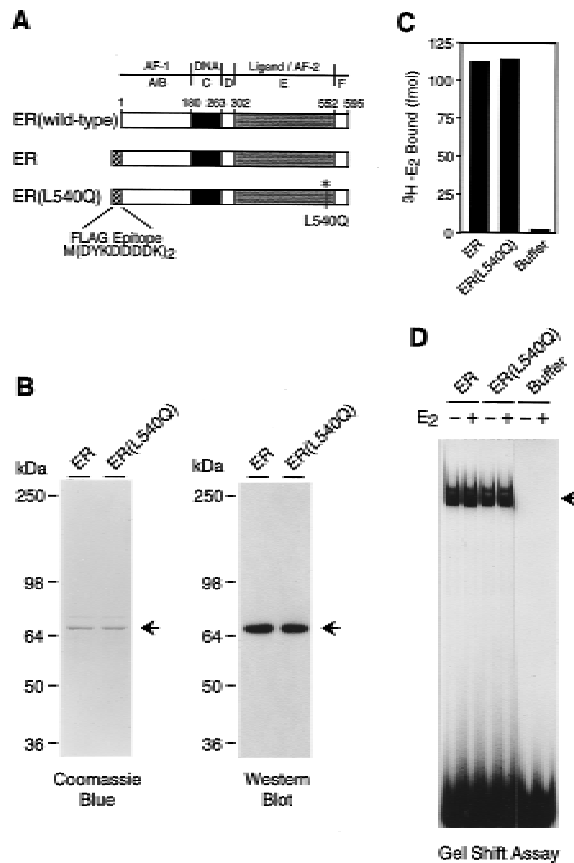 A
AF-1 DNA Ligand / AF-2
A/B C D E F
1 180 263 302 552 595
ER(wild-type)
ER
ER(L540Q)
*
L540Q
FLAG Epitope
M(DYKDDDDK)2
B
ER ER(L540Q)
kDa
250
98
64
50
36
Coomassie
Blue
ER ER(L540Q)
kDa
250
98
64
50
36
Western
Blot
C
3H -E2 Bound (fmol)
125
100
75
50
25
0
ER
ER(L540Q)
Buffer
D
ER ER(L540Q) Buffer
E2 − + − + − +
Gel Shift Assay